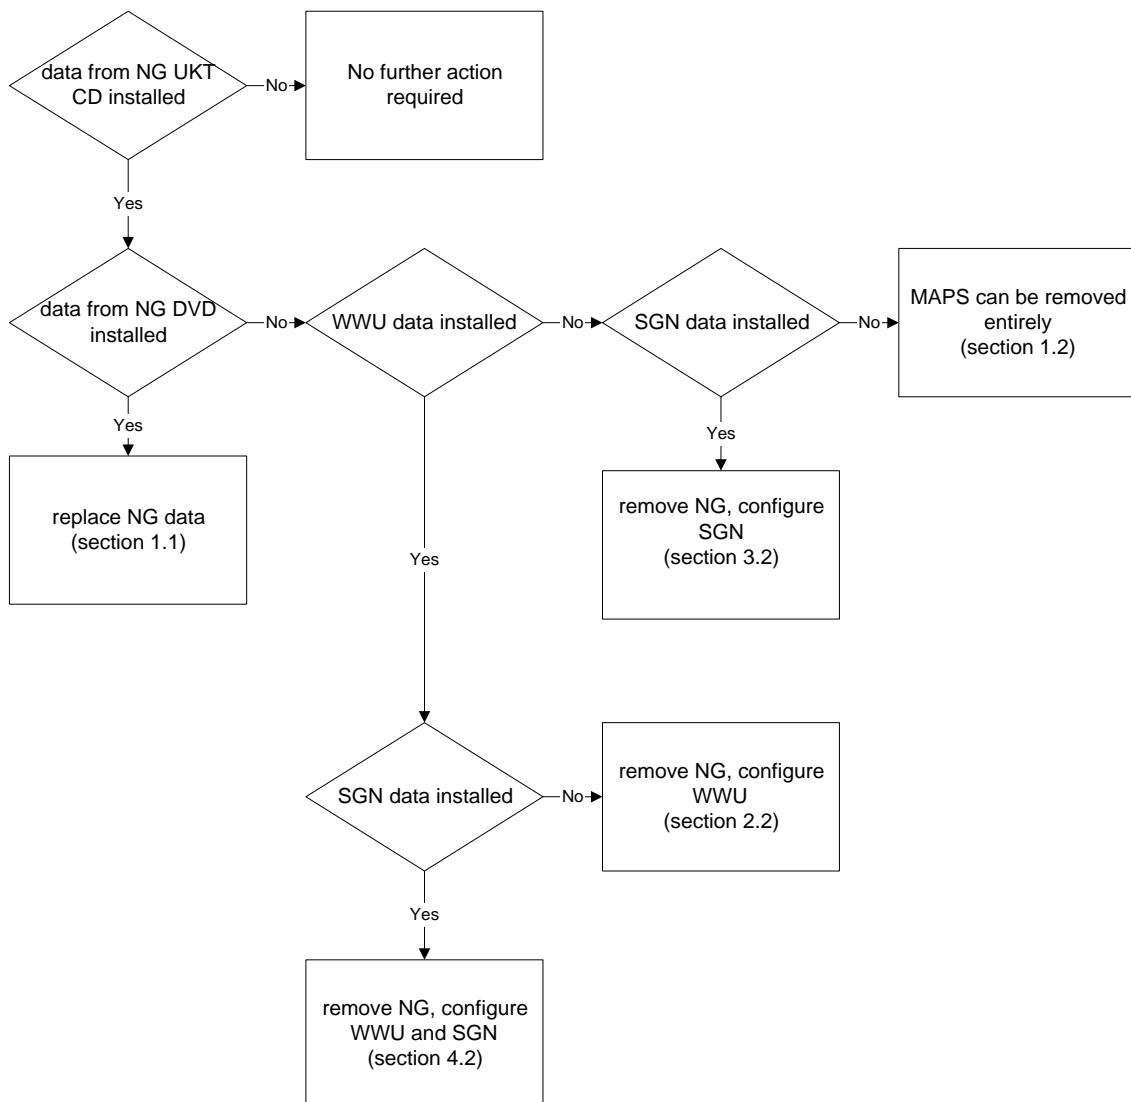 data from NG UKT
CD installed
No
No further action
required
Yes
data from NG DVD
installed
No
WWU data installed
No
SGN data installed
No
MAPS can be removed
entirely
(section 1.2)
Yes
replace NG data
(section 1.1)
Yes
remove NG, configure
SGN
(section 3.2)
Yes
SGN data installed
No
remove NG, configure
WWU
(section 2.2)
Yes
remove NG, configure
WWU and SGN
(section 4.2)